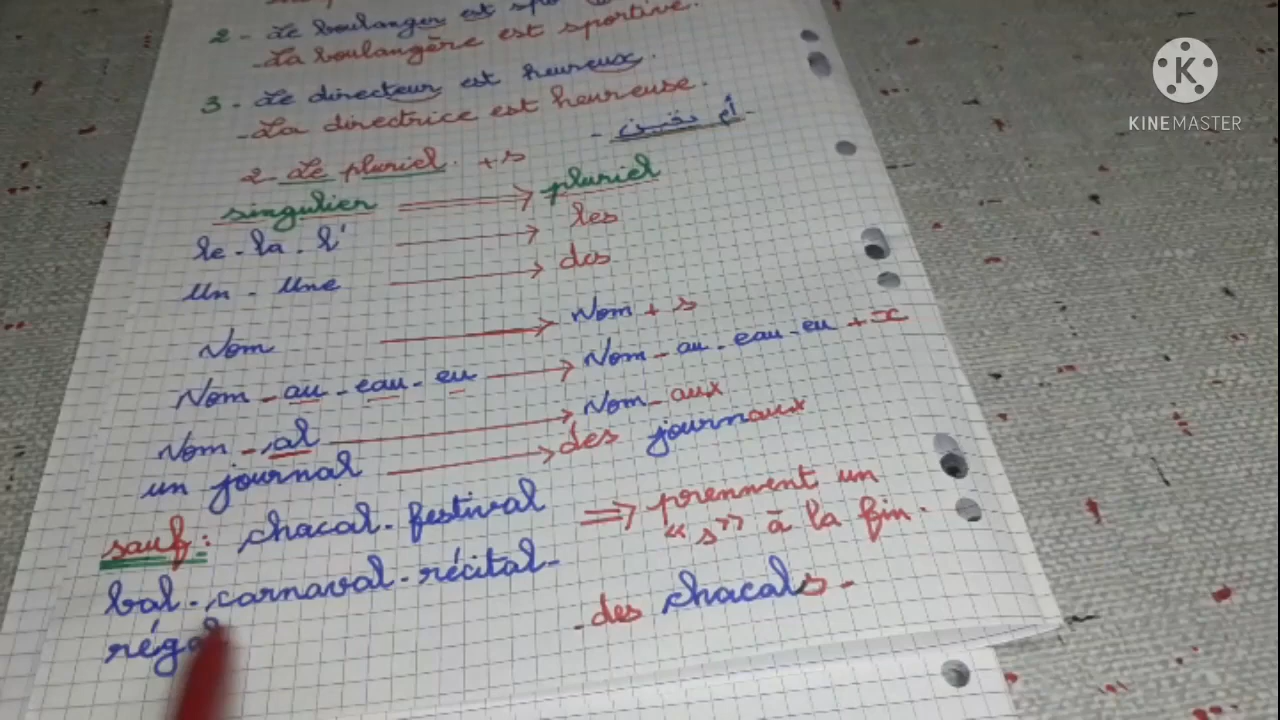 2 - Le boulanger est
- La boulangère est sportive.
3 - Le directeur est heureux.
- La directrice est heureuse.
- أم نفيسة -
2 - Le pluriel. + s
singulier pluriel
le - la - l' les
un - une des
Nom Nom + s
Nom - au - eau - eu Nom - au - eau - eu + x
Nom - al Nom - aux
un journal des journaux
sauf : chacal - festival ⇒ prennent un
bal - carnaval - récital - "s" à la fin.
- des chacals -
KINEMASTER